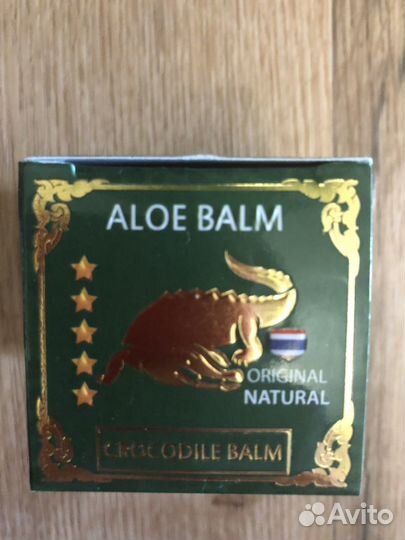 ALOE BALM
ORIGINAL
NATURAL
CROCODILE BALM
Avito